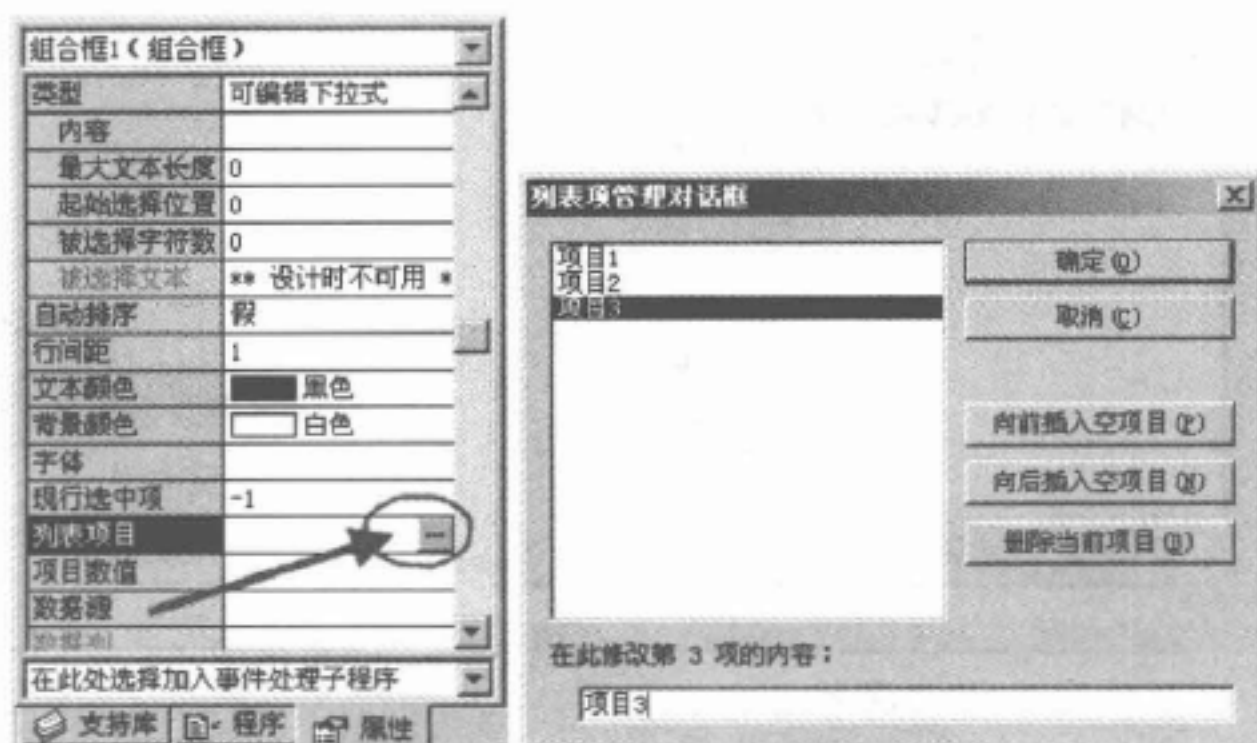 组合框1(组合框)
类型 可编辑下拉式
内容
最大文本长度 0
起始选择位置 0
被选择字符数 0
被选择文本 ** 设计时不可用 *
自动排序 假
行间距 1
文本颜色 黑色
背景颜色 白色
字体
现行选中项 -1
列表项目 ...
项目数值
数据源
在此处选择加入事件处理子程序
支持库 程序 属性
列表项管理对话框
项目1
项目2
项目3
确定(O)
取消(C)
向前插入空项目(P)
向后插入空项目(N)
删除当前项目(D)
在此修改第 3 项的内容:
项目3